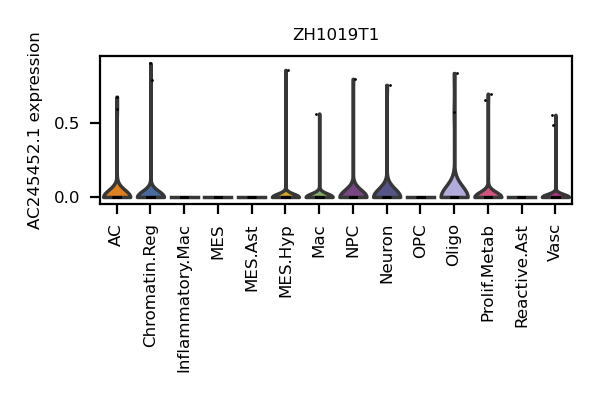 ZH1019T1
AC245452.1 expression
0.5
0.0
AC
Chromatin.Reg
Inflammatory.Mac
MES
MES.Ast
MES.Hyp
Mac
NPC
Neuron
OPC
Oligo
Prolif.Metab
Reactive.Ast
Vasc